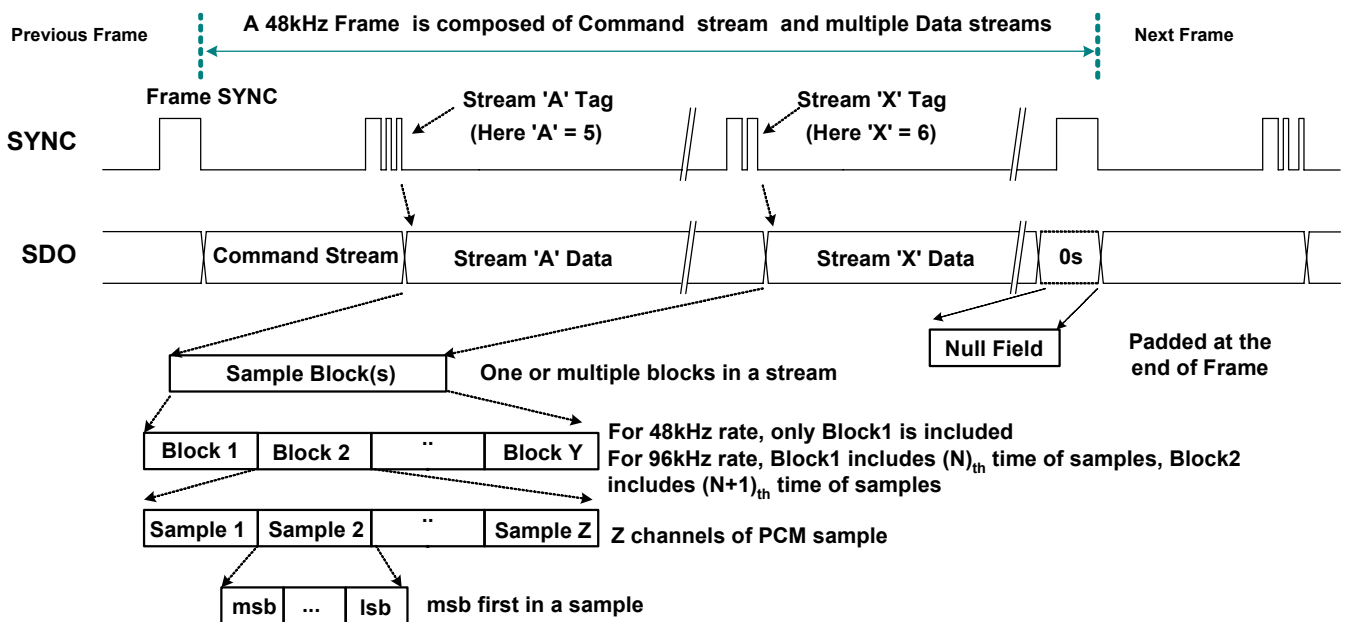 A 48kHz Frame is composed of Command stream and multiple Data streams
Previous Frame
Next Frame
Frame SYNC
Stream 'A' Tag
(Here 'A' = 5)
Stream 'X' Tag
(Here 'X' = 6)
SYNC
SDO
Command Stream
Stream 'A' Data
Stream 'X' Data
0s
Null Field
Padded at the
end of Frame
Sample Block(s)
One or multiple blocks in a stream
Block 1
Block 2
..
Block Y
For 48kHz rate, only Block1 is included
For 96kHz rate, Block1 includes (N)th time of samples, Block2
includes (N+1)th time of samples
Sample 1
Sample 2
..
Sample Z
Z channels of PCM sample
msb
...
lsb
msb first in a sample